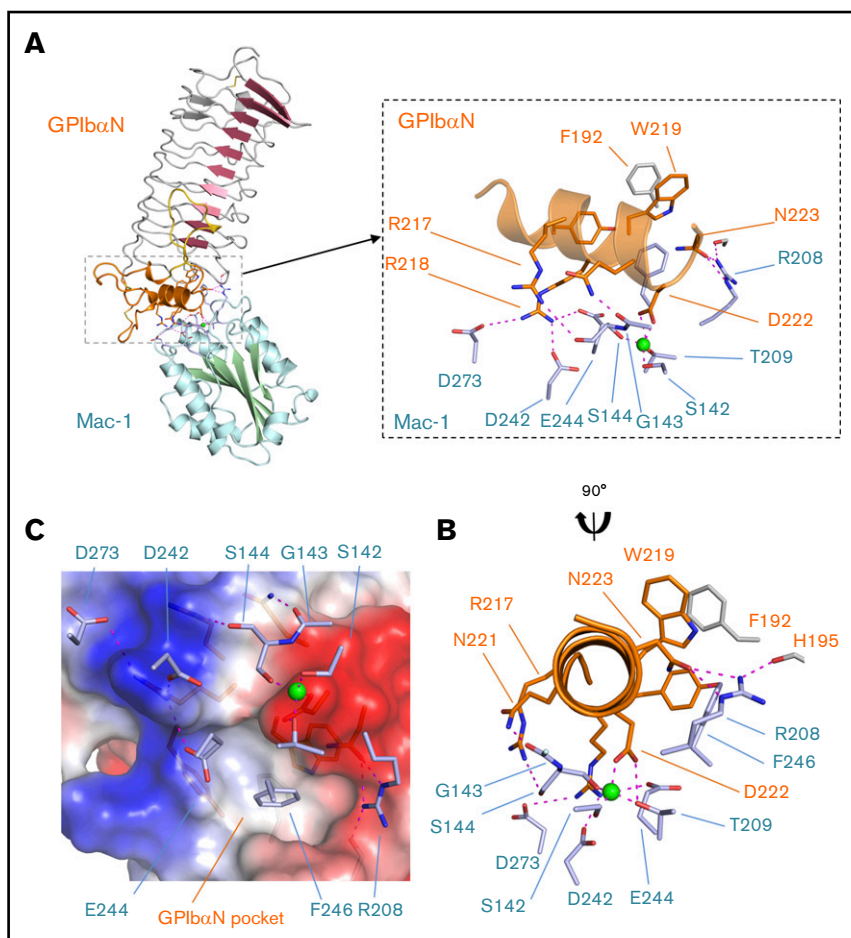 A
GPIbαN
Mac-1
GPIbαN
F192
W219
R217
R218
N223
R208
D222
T209
D273
D242
E244
S144
G143
S142
Mac-1
90°
C
D273
D242
S144
G143
S142
E244
GPIbαN pocket
F246
R208
B
W219
N223
R217
N221
F192
H195
R208
F246
G143
S144
D222
T209
D273
S142
D242
E244